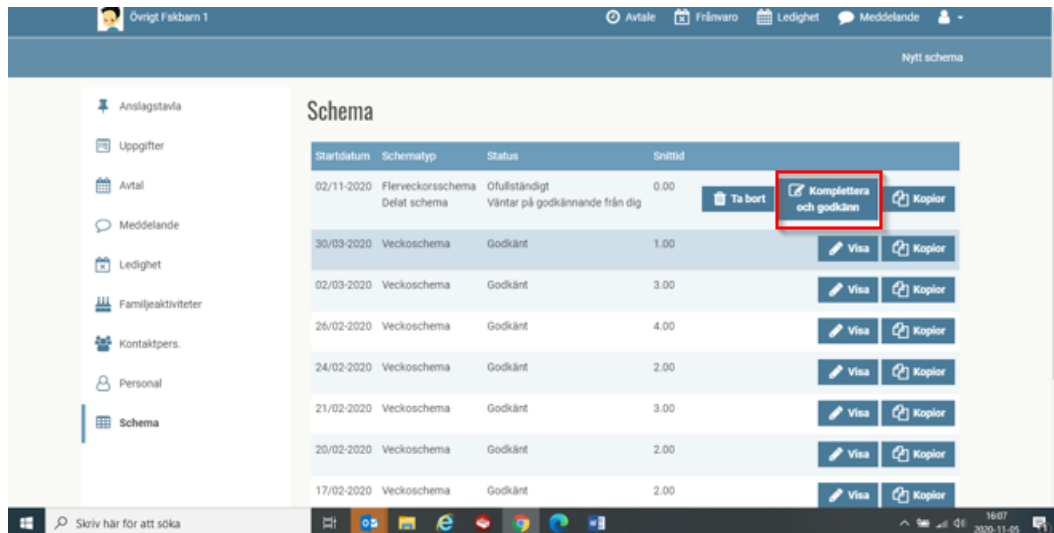 Övrigt Fskbarn 1
Avtale Frånvaro Ledighet Meddelande
Nytt schema
Anslagstavla
Uppgifter
Avtal
Meddelande
Ledighet
Familjeaktiviteter
Kontaktpers.
Personal
Schema
Schema
Startdatum Schematyp Status Snittid
02/11-2020 Flerveckorsschema Ofullständigt 0.00
Delat schema Väntar på godkännande från dig
Ta bort Komplettera och godkänn Kopior
30/03-2020 Veckoschema Godkänt 1.00 Visa Kopior
02/03-2020 Veckoschema Godkänt 3.00 Visa Kopior
26/02-2020 Veckoschema Godkänt 4.00 Visa Kopior
24/02-2020 Veckoschema Godkänt 2.00 Visa Kopior
21/02-2020 Veckoschema Godkänt 3.00 Visa Kopior
20/02-2020 Veckoschema Godkänt 2.00 Visa Kopior
17/02-2020 Veckoschema Godkänt 2.00 Visa Kopior
Skriv här för att söka
16:07
2020-11-05